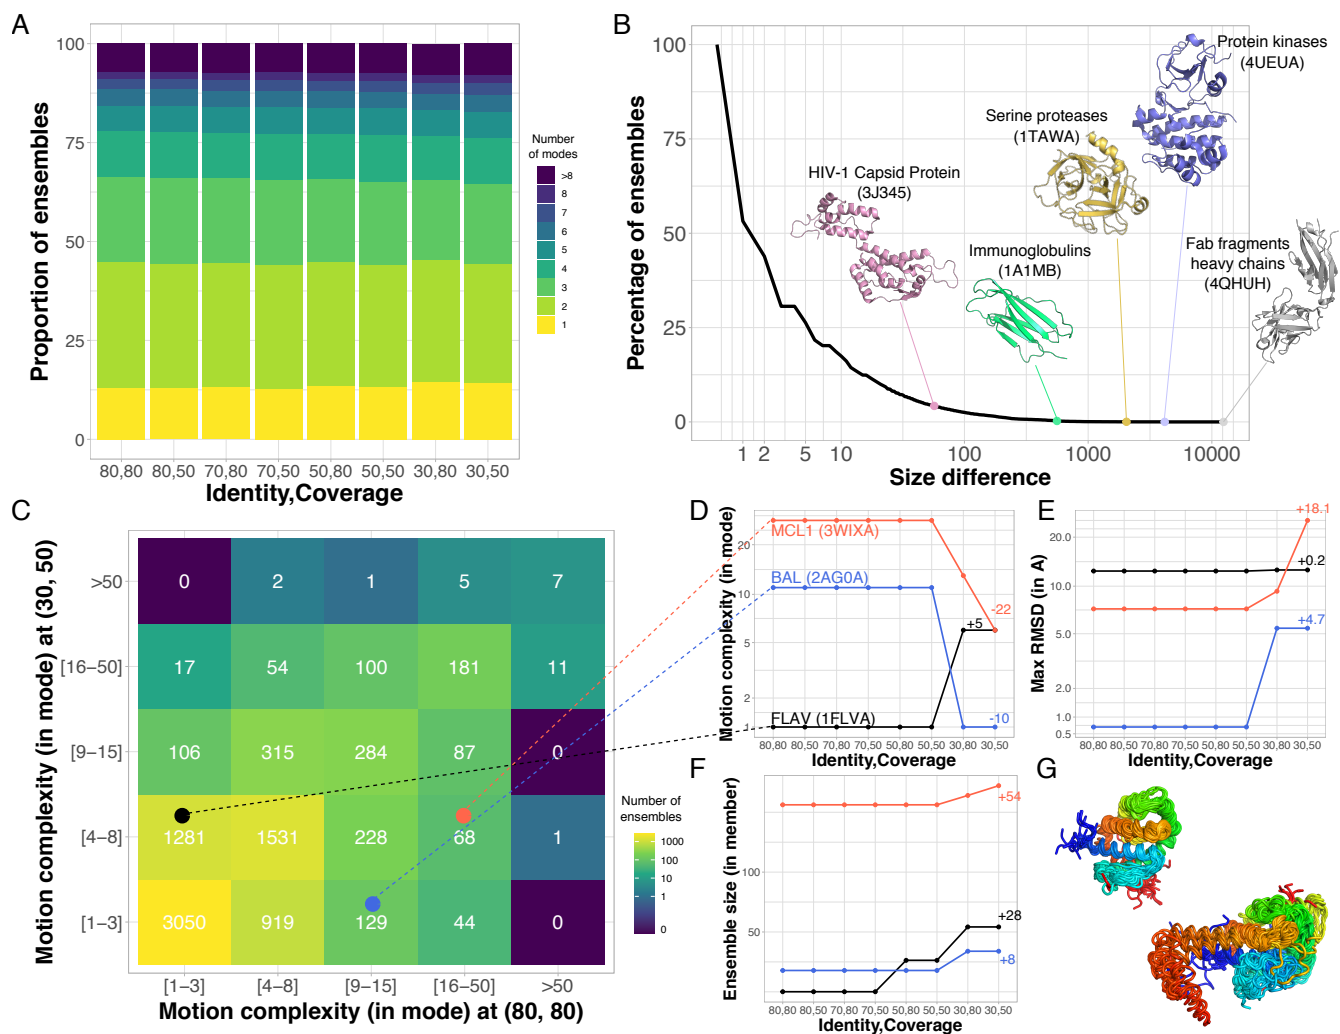 A
Proportion of ensembles
100
75
50
25
0
80,80 80,50 70,80 70,50 50,80 50,50 30,80 30,50
Identity,Coverage
Number
of modes
>8
8
7
6
5
4
3
2
1
B
Percentage of ensembles
100
75
50
25
0
1 2 5 10 100 1000 10000
Size difference
HIV-1 Capsid Protein
(3J345)
Immunoglobulins
(1A1MB)
Serine proteases
(1TAWA)
Protein kinases
(4UEUA)
Fab fragments
heavy chains
(4QHUH)
C
Motion complexity (in mode) at (30, 50)
>50 0 2 1 5 7
[16−50] 17 54 100 181 11
[9−15] 106 315 284 87 0
[4−8] 1281 1531 228 68 1
[1−3] 3050 919 129 44 0
[1−3] [4−8] [9−15] [16−50] >50
Motion complexity (in mode) at (80, 80)
Number of
ensembles
1000
100
10
1
0
D
Motion complexity (in mode)
10
5
2
1
MCL1 (3WIXA)
BAL (2AG0A)
FLAV (1FLVA)
-22
+5
-10
80,80 80,50 70,80 70,50 50,80 50,50 30,80 30,50
Identity,Coverage
E
Max RMSD (in A)
20.0
10.0
5.0
2.0
1.0
0.5
+18.1
+0.2
+4.7
80,80 80,50 70,80 70,50 50,80 50,50 30,80 30,50
Identity,Coverage
F
Ensemble size (in member)
100
50
+54
+28
+8
80,80 80,50 70,80 70,50 50,80 50,50 30,80 30,50
Identity,Coverage
G